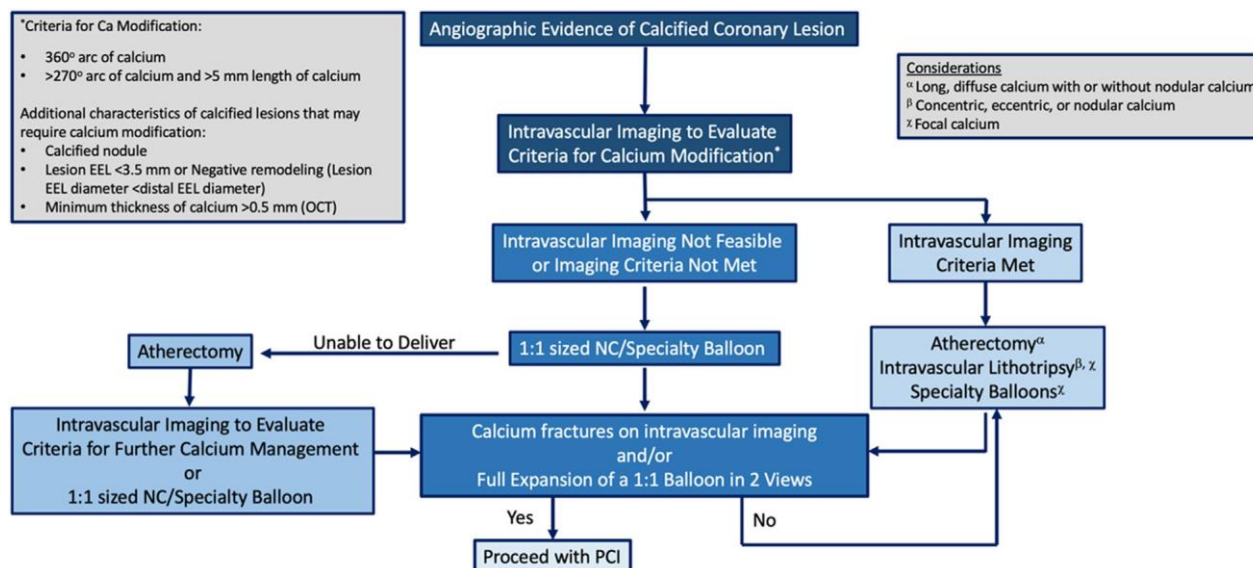 *Criteria for Ca Modification:
• 360° arc of calcium
• >270° arc of calcium and >5 mm length of calcium
Additional characteristics of calcified lesions that may
require calcium modification:
• Calcified nodule
• Lesion EEL <3.5 mm or Negative remodeling (Lesion
EEL diameter <distal EEL diameter)
• Minimum thickness of calcium >0.5 mm (OCT)
Angiographic Evidence of Calcified Coronary Lesion
Considerations
α Long, diffuse calcium with or without nodular calcium
β Concentric, eccentric, or nodular calcium
χ Focal calcium
Intravascular Imaging to Evaluate
Criteria for Calcium Modification*
Intravascular Imaging Not Feasible
or Imaging Criteria Not Met
Intravascular Imaging
Criteria Met
Atherectomy
Unable to Deliver
1:1 sized NC/Specialty Balloon
Atherectomyα
Intravascular Lithotripsyβ, χ
Specialty Balloonsχ
Intravascular Imaging to Evaluate
Criteria for Further Calcium Management
or
1:1 sized NC/Specialty Balloon
Calcium fractures on intravascular imaging
and/or
Full Expansion of a 1:1 Balloon in 2 Views
Yes
No
Proceed with PCI